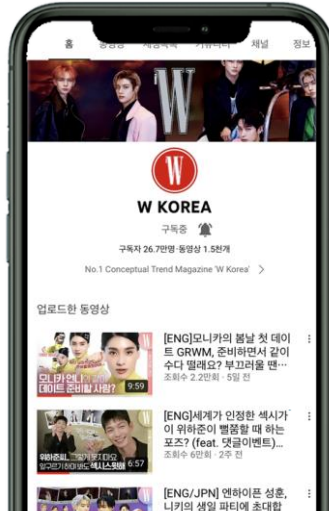 홈
채널
정보
W
W
W KOREA
구독중
구독자 26.7만명·동영상 1.5천개
No.1 Conceptual Trend Magazine 'W Korea' >
업로드한 동영상
[ENG]모니카의 봄날 첫 데이
트 GRWM, 준비하면서 같이
수다 떨래요? 부끄러울 땐…
조회수 2.2만회 · 5일 전
모니카 언니
데이트 준비할 사람?
9:59
[ENG]세계가 인정한 섹시가
이 위하준이 뻘쭘할 때 하는
포즈? (feat. 댓글이벤트)…
조회수 6만회 · 2주 전
6:57
[ENG/JPN] 엔하이픈 성훈,
니키의 생일 파티에 초대합